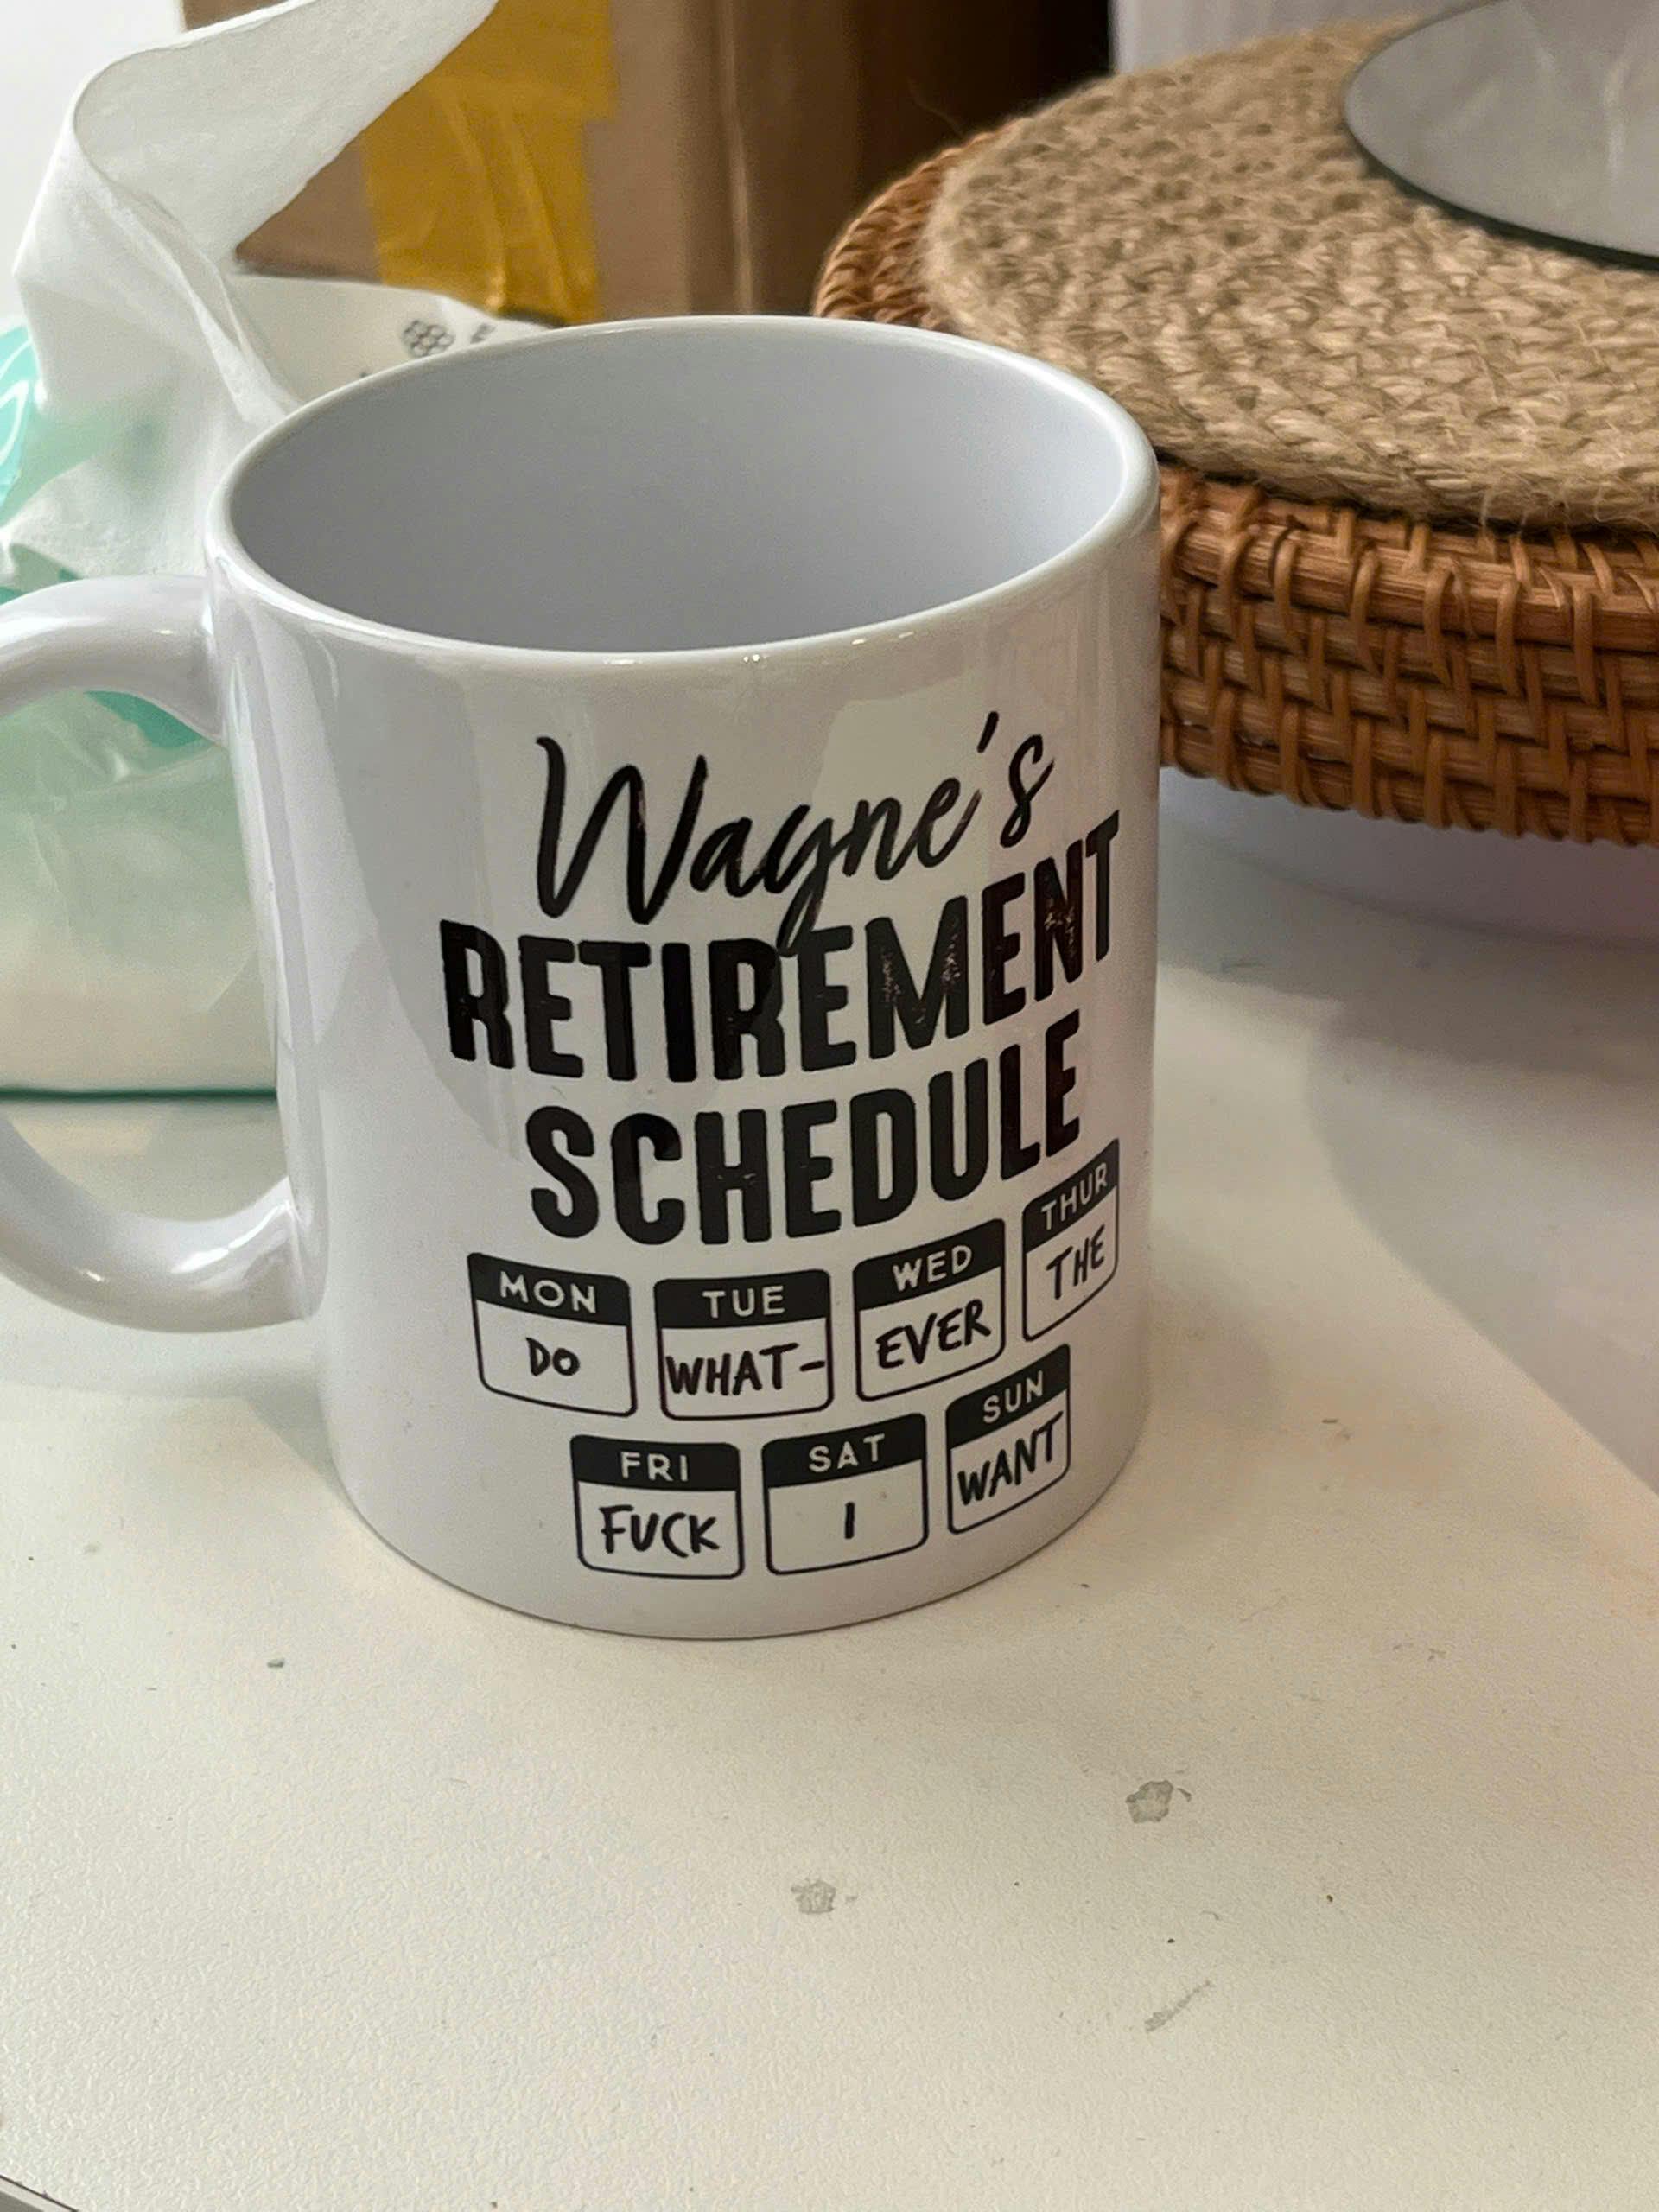 Wayne's
RETIREMENT
SCHEDULE
MON TUE WED THUR
DO WHAT- EVER THE
FRI SAT SUN
FUCK I WANT